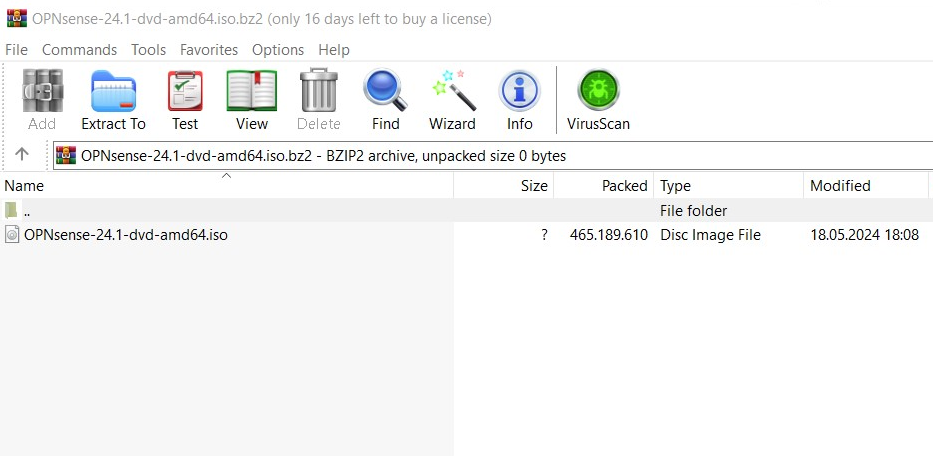 OPNsense-24.1-dvd-amd64.iso.bz2 (only 16 days left to buy a license)
File Commands Tools Favorites Options Help
Add Extract To Test View Delete Find Wizard Info VirusScan
OPNsense-24.1-dvd-amd64.iso.bz2 - BZIP2 archive, unpacked size 0 bytes
Name Size Packed Type Modified
.. File folder
OPNsense-24.1-dvd-amd64.iso ? 465.189.610 Disc Image File 18.05.2024 18:08